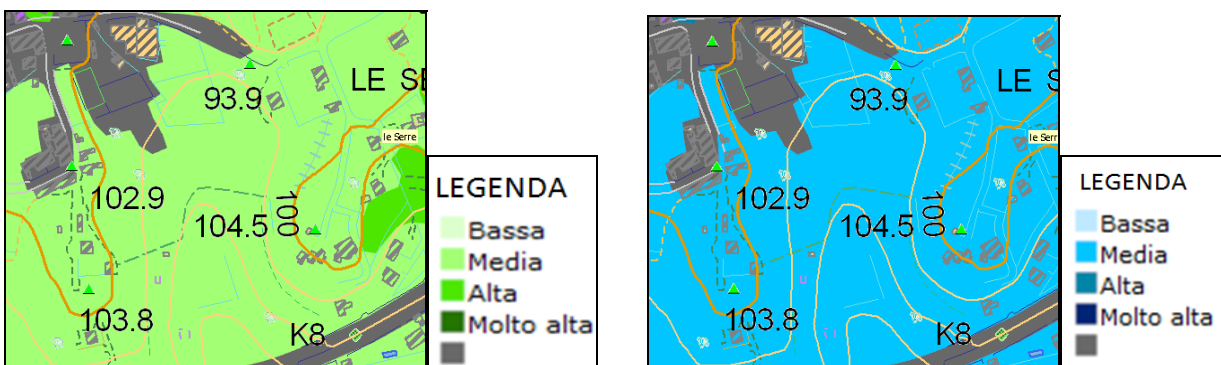 93.9
LE SE
le Serre
102.9
104.5
100
103.8
K8
LEGENDA
Bassa
Media
Alta
Molto alta
93.9
LE S
le Serre
102.9
104.5
100
103.8
K8
LEGENDA
Bassa
Media
Alta
Molto alta